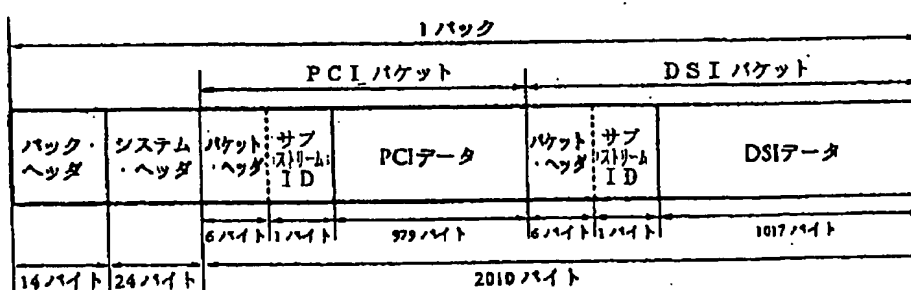 1パック
PCIパケット DSIパケット
パック・ヘッダ システム・ヘッダ パケット・ヘッダ サブストリームID PCIデータ パケット・ヘッダ サブストリームID DSIデータ
6バイト 1バイト 979バイト 6バイト 1バイト 1017バイト
14バイト 24バイト 2010バイト